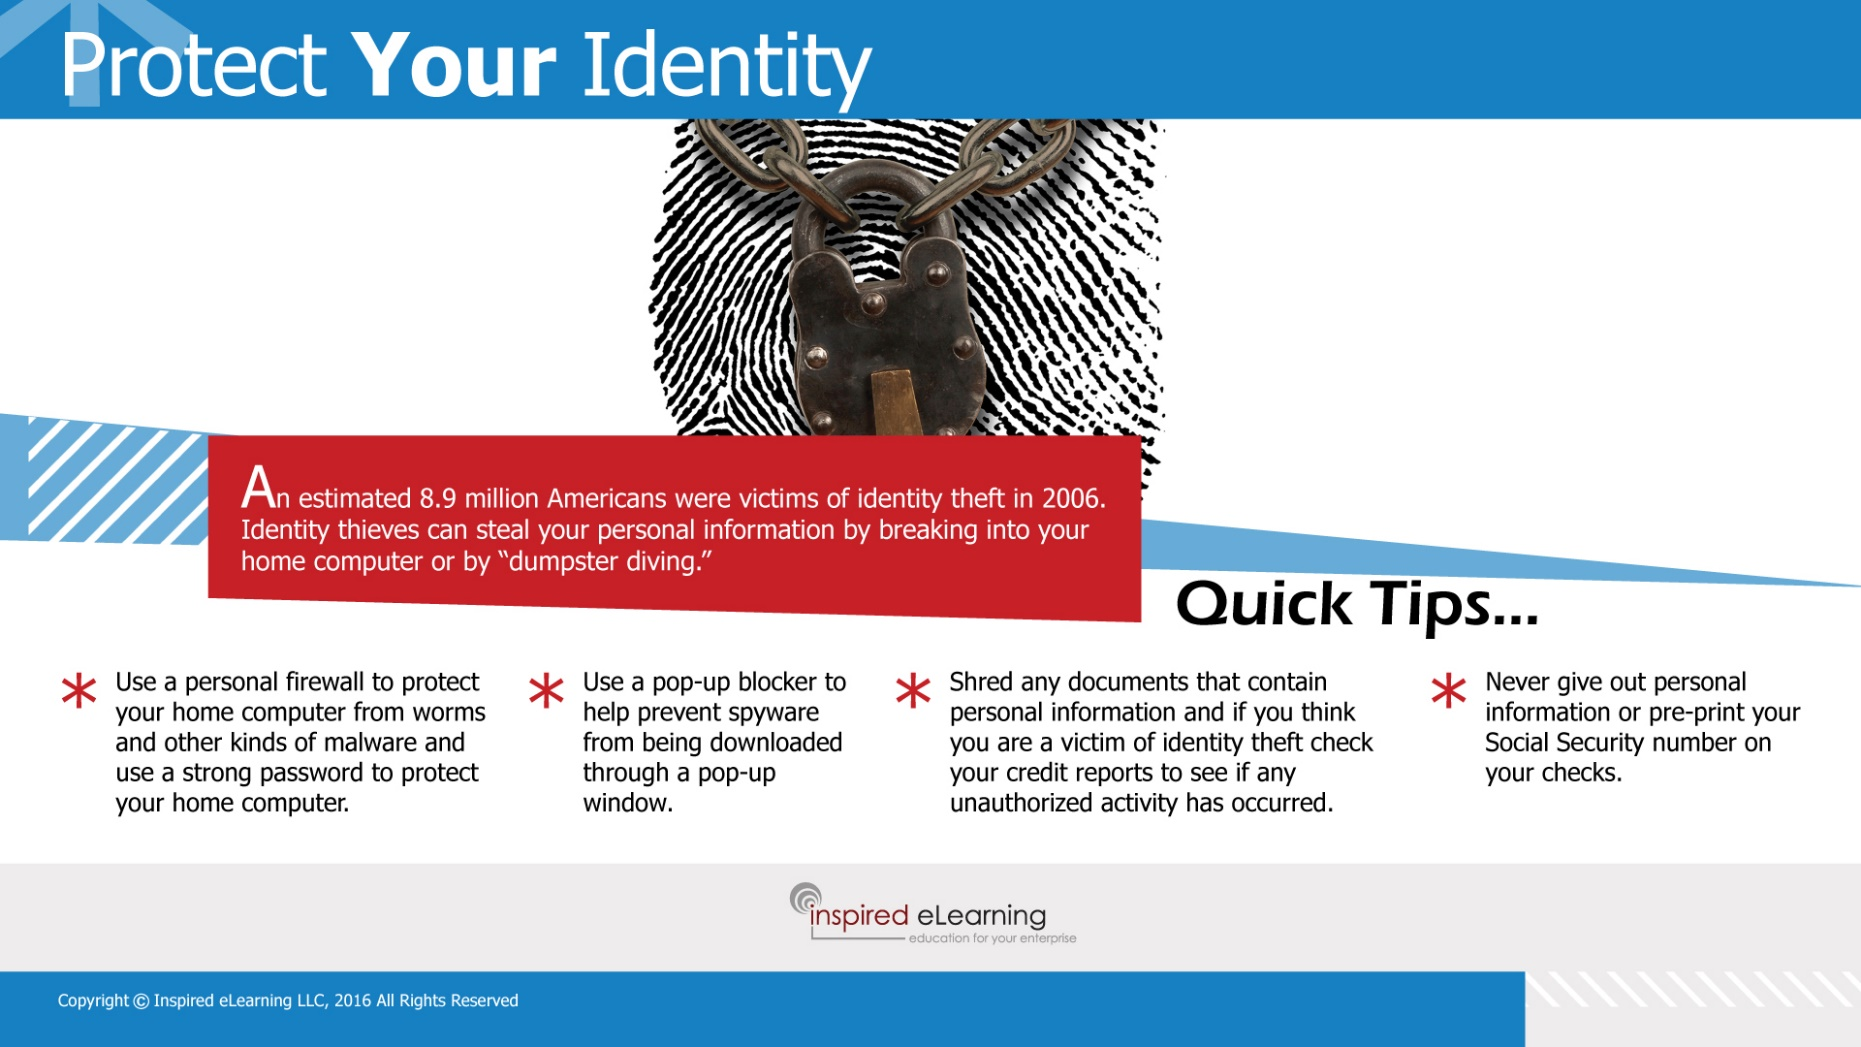 Protect Your Identity
An estimated 8.9 million Americans were victims of identity theft in 2006.
Identity thieves can steal your personal information by breaking into your
home computer or by “dumpster diving.”
Quick Tips...
* Use a personal firewall to protect
your home computer from worms
and other kinds of malware and
use a strong password to protect
your home computer.
* Use a pop-up blocker to
help prevent spyware
from being downloaded
through a pop-up
window.
* Shred any documents that contain
personal information and if you think
you are a victim of identity theft check
your credit reports to see if any
unauthorized activity has occurred.
* Never give out personal
information or pre-print your
Social Security number on
your checks.
inspired eLearning
education for your enterprise
Copyright © Inspired eLearning LLC, 2016 All Rights Reserved